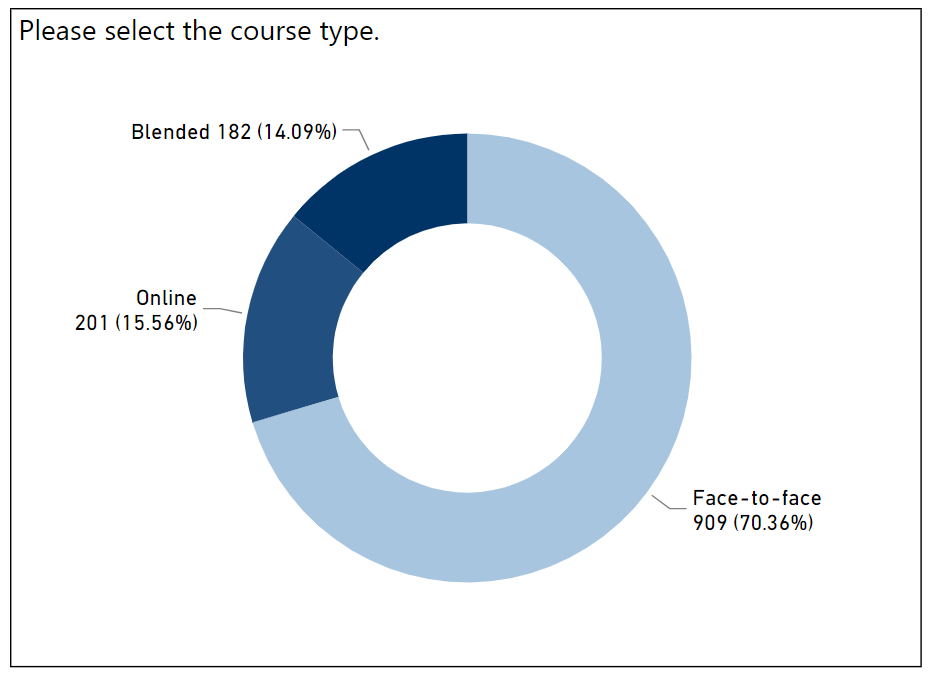 Please select the course type.
Blended 182 (14.09%)
Online
201 (15.56%)
Face-to-face
909 (70.36%)